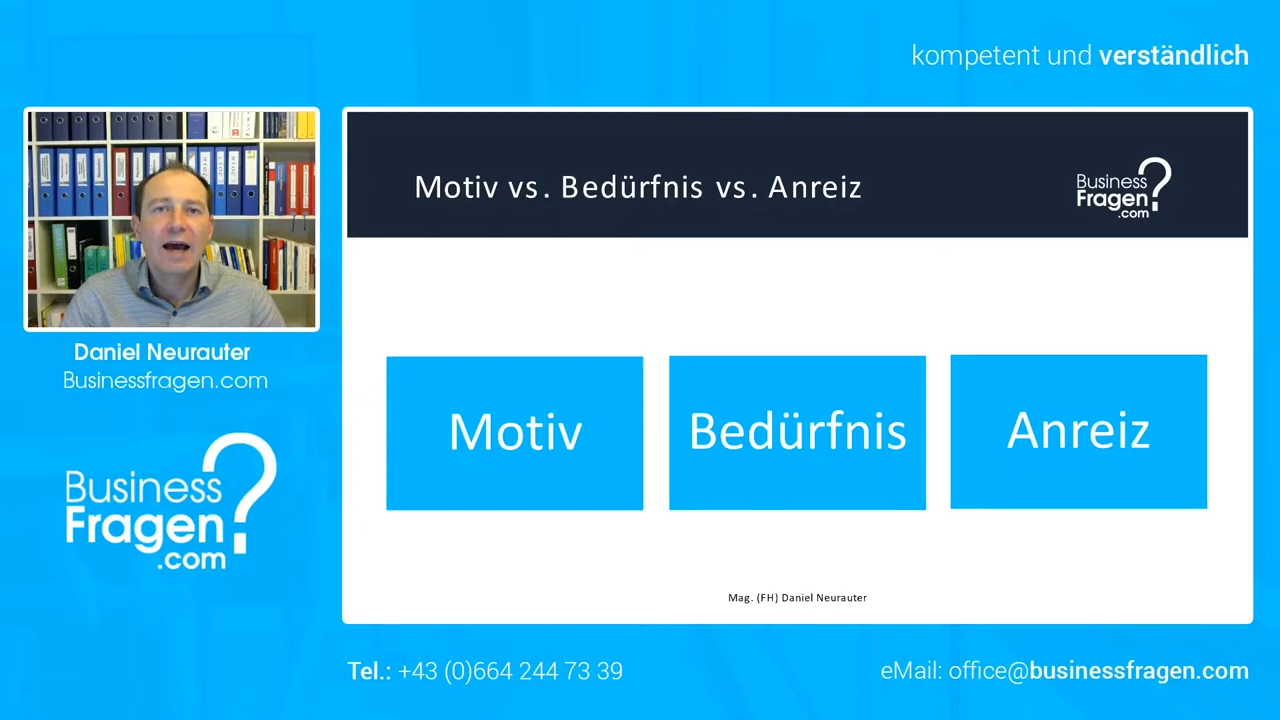 kompetent und verständlich
Motiv vs. Bedürfnis vs. Anreiz
Business
Fragen
.com
?
Daniel Neurauter
Businessfragen.com
Business
Fragen
.com
?
Motiv
Bedürfnis
Anreiz
Mag. (FH) Daniel Neurauter
Tel.: +43 (0)664 244 73 39
eMail: office@businessfragen.com